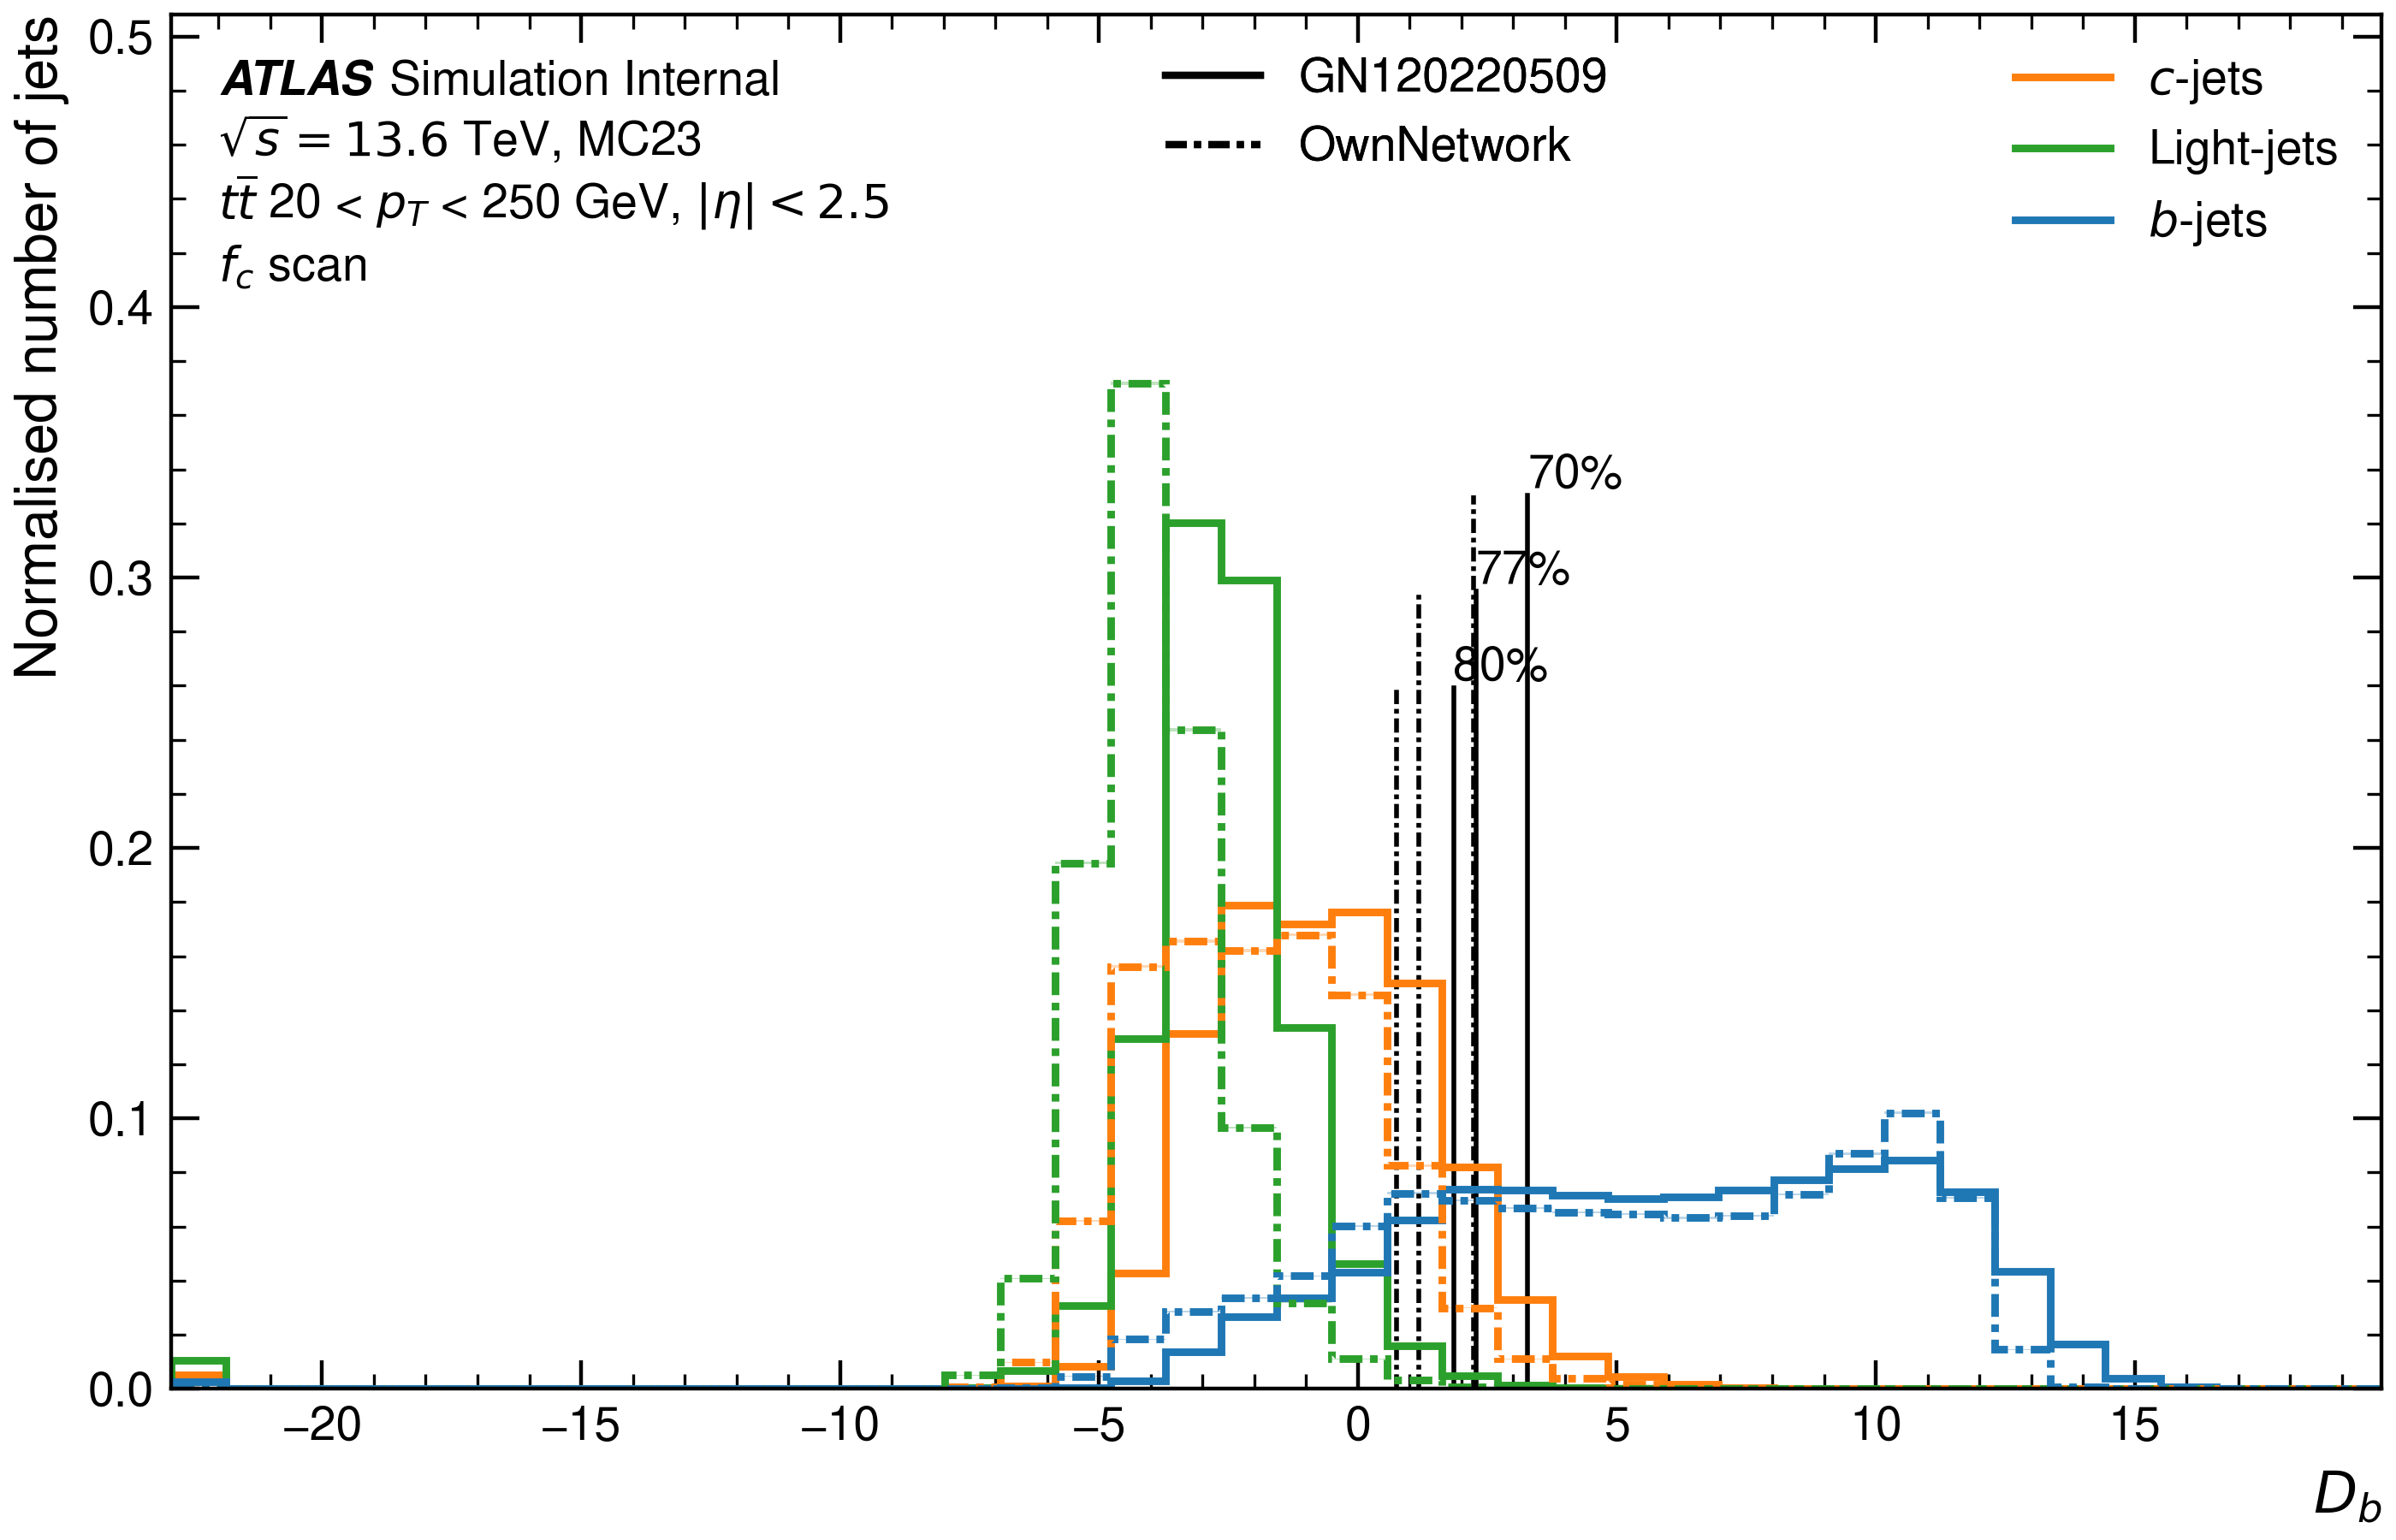 Normalised number of jets
0.5
0.4
0.3
0.2
0.1
0.0
ATLAS Simulation Internal
√s = 13.6 TeV, MC23
tt̄ 20 < p_T < 250 GeV, |η| < 2.5
f_c scan
GN120220509
OwnNetwork
c-jets
Light-jets
b-jets
70%
77%
80%
−20 −15 −10 −5 0 5 10 15
D_b